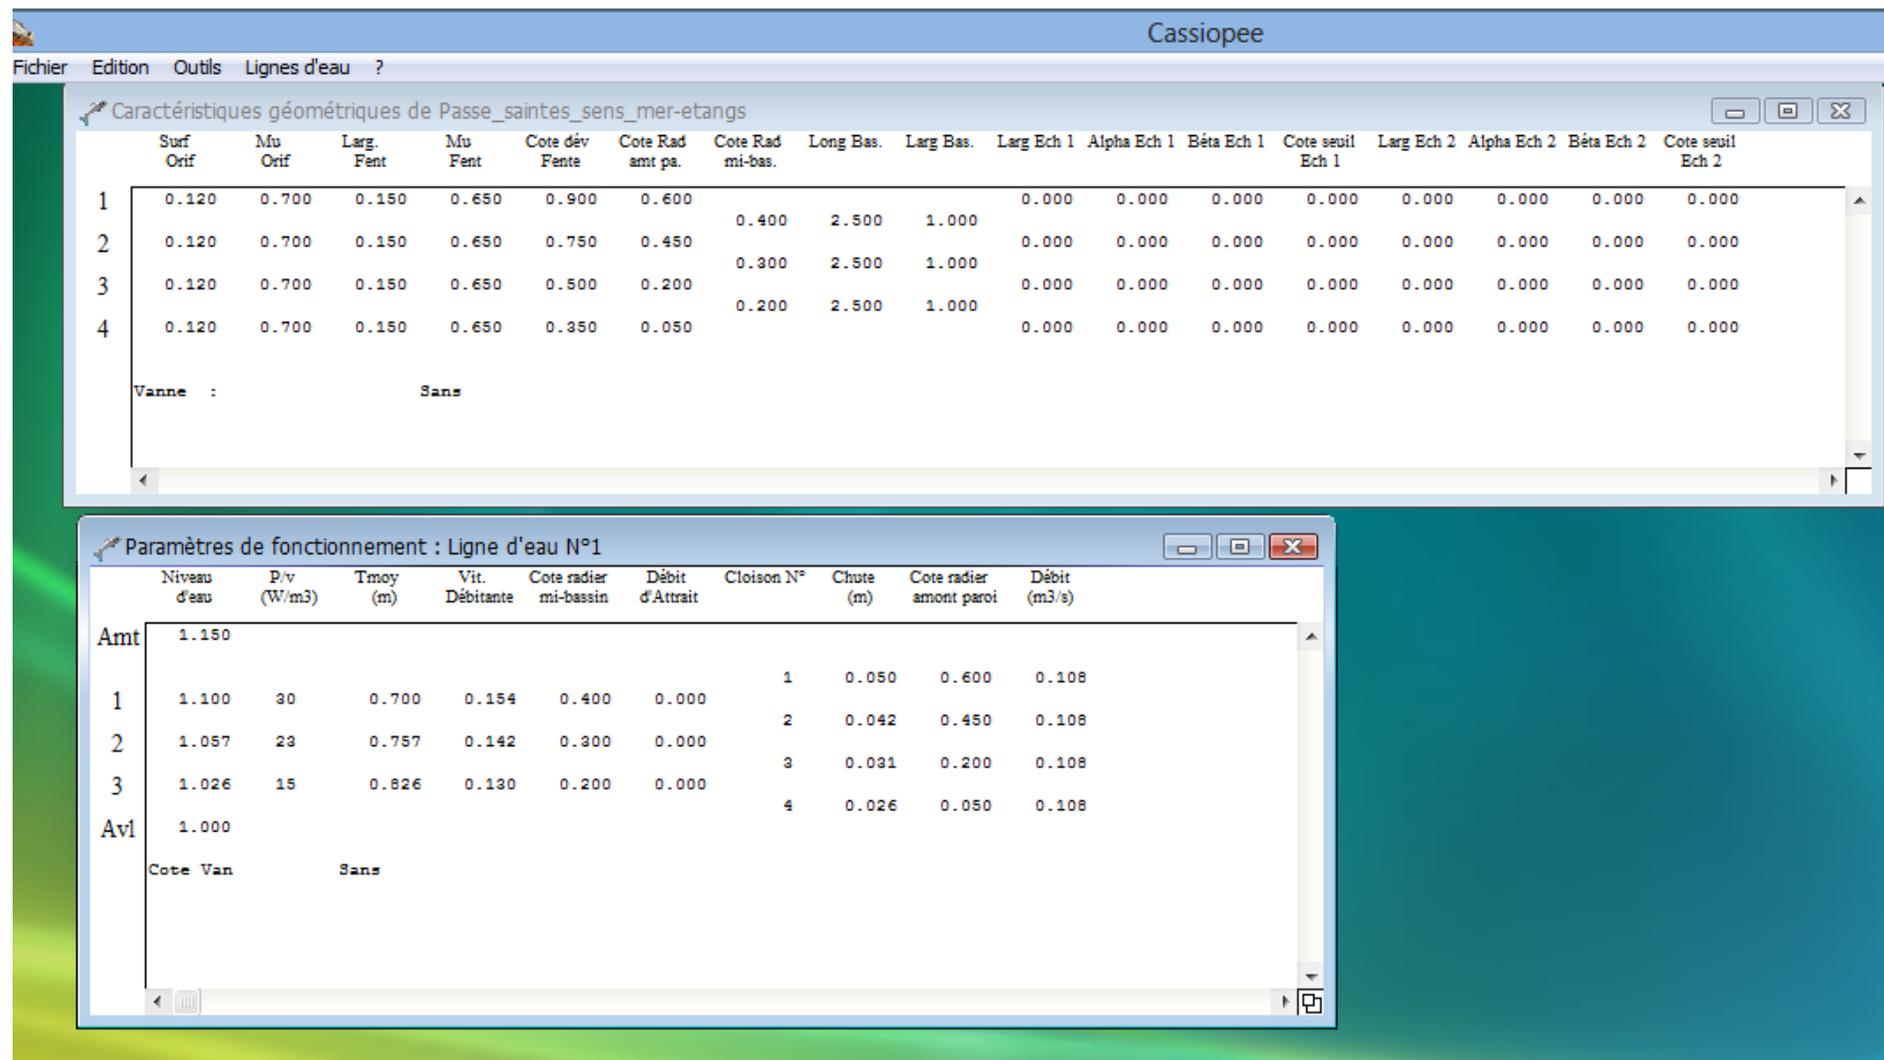 Cassiopee
Fichier Edition Outils Lignes d'eau ?
Caractéristiques géométriques de Passe_saintes_sens_mer-etangs
Surf Mu Larg. Mu Cote dév Cote Rad Cote Rad Long Bas. Larg Bas. Larg Ech 1 Alpha Ech 1 Béta Ech 1 Cote seuil Larg Ech 2 Alpha Ech 2 Béta Ech 2 Cote seuil
Orif Orif Fent Fent Fente amt pa. mi-bas. Ech 1 Ech 2
1 0.120 0.700 0.150 0.650 0.900 0.600 0.000 0.000 0.000 0.000 0.000 0.000 0.000 0.000
0.400 2.500 1.000
2 0.120 0.700 0.150 0.650 0.750 0.450 0.000 0.000 0.000 0.000 0.000 0.000 0.000 0.000
0.300 2.500 1.000
3 0.120 0.700 0.150 0.650 0.500 0.200 0.000 0.000 0.000 0.000 0.000 0.000 0.000 0.000
0.200 2.500 1.000
4 0.120 0.700 0.150 0.650 0.350 0.050 0.000 0.000 0.000 0.000 0.000 0.000 0.000 0.000
Vanne : Sans
Paramètres de fonctionnement : Ligne d'eau N°1
Niveau P/v Tmoy Vit. Cote radier Débit Cloison N° Chute Cote radier Débit
d'eau (W/m3) (m) Débitante mi-bassin d'Attrait (m) amont paroi (m3/s)
Amt 1.150
1 0.050 0.600 0.108
1 1.100 30 0.700 0.154 0.400 0.000
2 0.042 0.450 0.108
2 1.057 23 0.757 0.142 0.300 0.000
3 0.031 0.200 0.108
3 1.026 15 0.826 0.130 0.200 0.000
4 0.026 0.050 0.108
Avl 1.000
Cote Van Sans